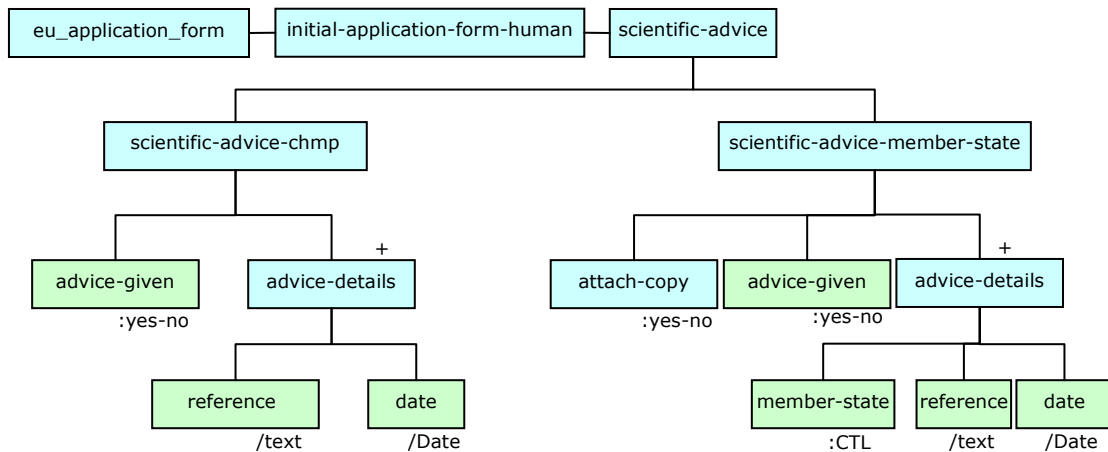 eu_application_form
initial-application-form-human
scientific-advice
scientific-advice-chmp
scientific-advice-member-state
+
+
advice-given
advice-details
attach-copy
advice-given
advice-details
:yes-no
:yes-no
:yes-no
reference
date
member-state
reference
date
/text
/Date
:CTL
/text
/Date